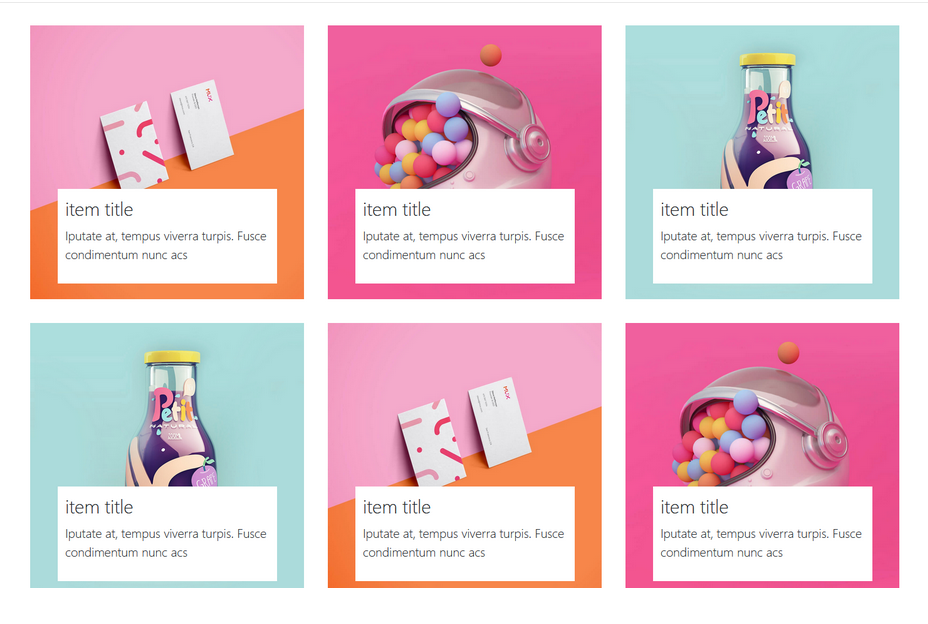 MUX
Petit
NATURAL
item title
Iputate at, tempus viverra turpis. Fusce
condimentum nunc acs
item title
Iputate at, tempus viverra turpis. Fusce
condimentum nunc acs
item title
Iputate at, tempus viverra turpis. Fusce
condimentum nunc acs
Petit
NATURAL
MUX
item title
Iputate at, tempus viverra turpis. Fusce
condimentum nunc acs
item title
Iputate at, tempus viverra turpis. Fusce
condimentum nunc acs
item title
Iputate at, tempus viverra turpis. Fusce
condimentum nunc acs